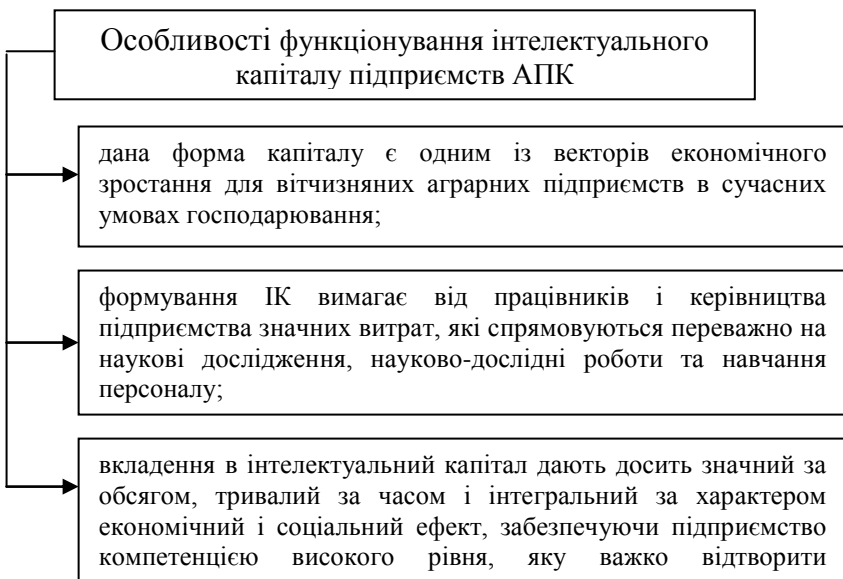 Особливості функціонування інтелектуального
капіталу підприємств АПК
дана форма капіталу є одним із векторів економічного
зростання для вітчизняних аграрних підприємств в сучасних
умовах господарювання;
формування ІК вимагає від працівників і керівництва
підприємства значних витрат, які спрямовуються переважно на
наукові дослідження, науково-дослідні роботи та навчання
персоналу;
вкладення в інтелектуальний капітал дають досить значний за
обсягом, тривалий за часом і інтегральний за характером
економічний і соціальний ефект, забезпечуючи підприємство
компетенцією високого рівня, яку важко відтворити